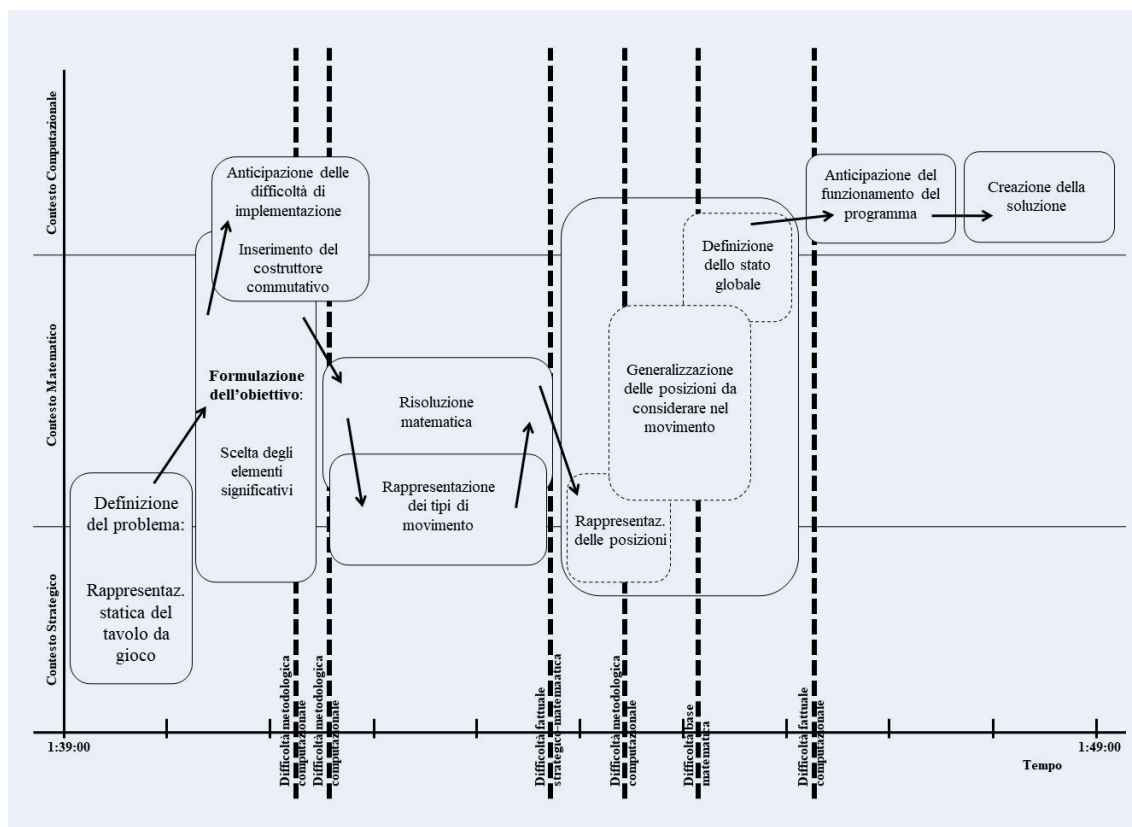 Contesto Computazionale
Contesto Matematico
Contesto Strategico
Anticipazione delle
difficoltà di
implementazione
Inserimento del
costruttore
commutativo
Formulazione
dell'obiettivo:
Scelta degli
elementi
significativi
Definizione
del problema:
Rappresentaz.
statica del
tavolo da
gioco
Risoluzione
matematica
Rappresentazione
dei tipi di
movimento
Rappresentaz.
delle posizioni
Generalizzazione
delle posizioni da
considerare nel
movimento
Definizione
dello stato
globale
Anticipazione del
funzionamento del
programma
Creazione della
soluzione
Difficoltà metodologica
computazionale
Difficoltà metodologica
computazionale
Difficoltà fattuale
strategico-matemaatica
Difficoltà metodologica
computazionale
Difficoltà base
matematica
Difficoltà fattuale
computazionale
1:39:00
1:49:00
Tempo